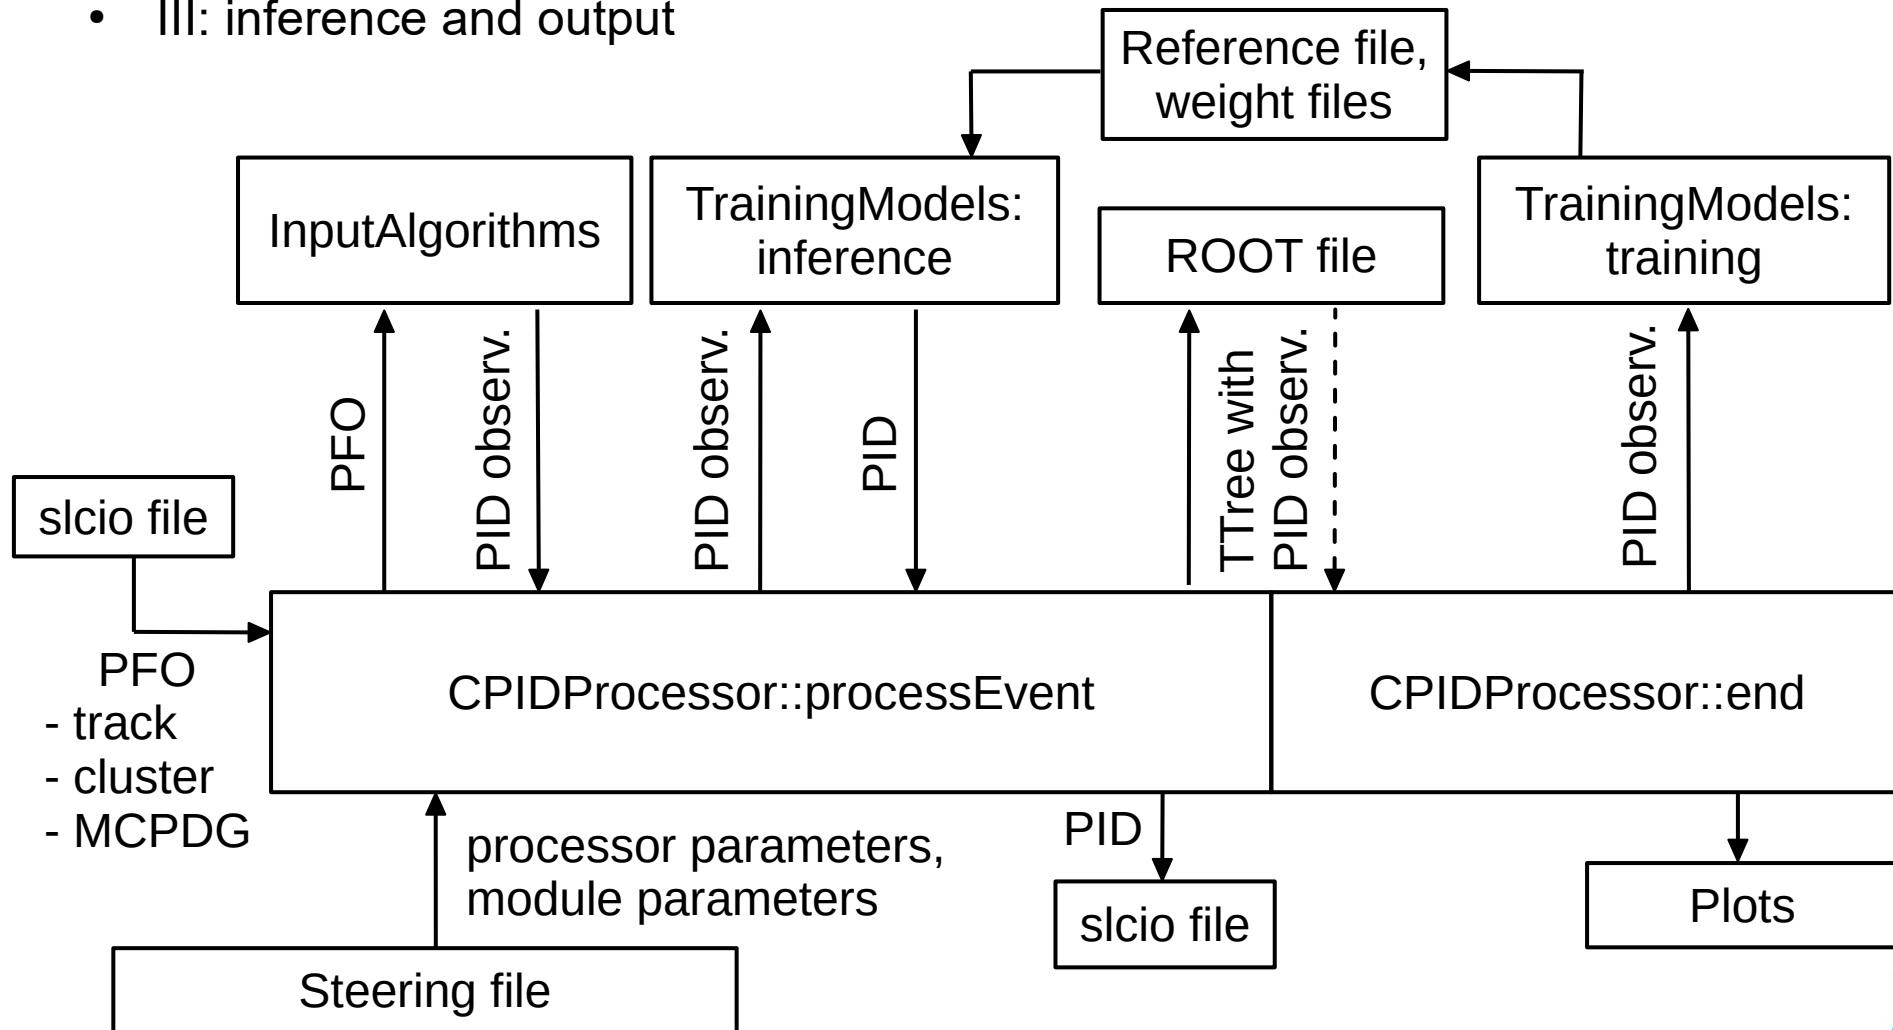 • III: inference and output
Reference file,
weight files
InputAlgorithms
TrainingModels:
inference
ROOT file
TrainingModels:
training
PFO
PID observ.
PID observ.
PID
TTree with
PID observ.
PID observ.
slcio file
PFO
- track
- cluster
- MCPDG
CPIDProcessor::processEvent
CPIDProcessor::end
processor parameters,
module parameters
PID
slcio file
Plots
Steering file